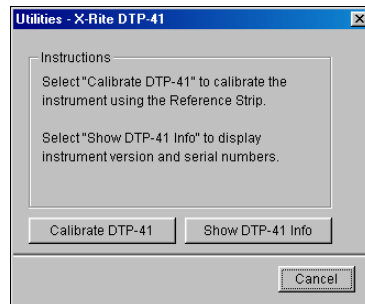 Utilities - X-Rite DTP-41
Instructions
Select "Calibrate DTP-41" to calibrate the
instrument using the Reference Strip.
Select "Show DTP-41 Info" to display
instrument version and serial numbers.
Calibrate DTP-41
Show DTP-41 Info
Cancel